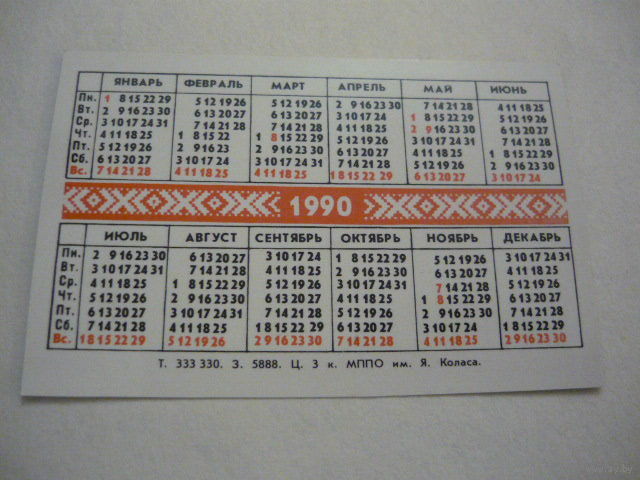 ЯНВАРЬ ФЕВРАЛЬ МАРТ АПРЕЛЬ МАЙ ИЮНЬ
Пн. 1 8 15 22 29 5 12 19 26 5 12 19 26 2 9 16 23 30 7 14 21 28 4 11 18 25
Вт. 2 9 16 23 30 6 13 20 27 6 13 20 27 3 10 17 24 1 8 15 22 29 5 12 19 26
Ср. 3 10 17 24 31 7 14 21 28 7 14 21 28 4 11 18 25 2 9 16 23 30 6 13 20 27
Чт. 4 11 18 25 1 8 15 22 1 8 15 22 29 5 12 19 26 3 10 17 24 31 7 14 21 28
Пт. 5 12 19 26 2 9 16 23 2 9 16 23 30 6 13 20 27 4 11 18 25 1 8 15 22 29
Сб. 6 13 20 27 3 10 17 24 3 10 17 24 31 7 14 21 28 5 12 19 26 2 9 16 23 30
Вс. 7 14 21 28 4 11 18 25 4 11 18 25 1 8 15 22 29 6 13 20 27 3 10 17 24
1990
ИЮЛЬ АВГУСТ СЕНТЯБРЬ ОКТЯБРЬ НОЯБРЬ ДЕКАБРЬ
Пн. 2 9 16 23 30 6 13 20 27 3 10 17 24 1 8 15 22 29 5 12 19 26 3 10 17 24 31
Вт. 3 10 17 24 31 7 14 21 28 4 11 18 25 2 9 16 23 30 6 13 20 27 4 11 18 25
Ср. 4 11 18 25 1 8 15 22 29 5 12 19 26 3 10 17 24 31 7 14 21 28 5 12 19 26
Чт. 5 12 19 26 2 9 16 23 30 6 13 20 27 4 11 18 25 1 8 15 22 29 6 13 20 27
Пт. 6 13 20 27 3 10 17 24 31 7 14 21 28 5 12 19 26 2 9 16 23 30 7 14 21 28
Сб. 7 14 21 28 4 11 18 25 1 8 15 22 29 6 13 20 27 3 10 17 24 1 8 15 22 29
Вс. 1 8 15 22 29 5 12 19 26 2 9 16 23 30 7 14 21 28 4 11 18 25 2 9 16 23 30
Т. 333 330. З. 5888. Ц. 3 к. МППО им. Я. Коласа.